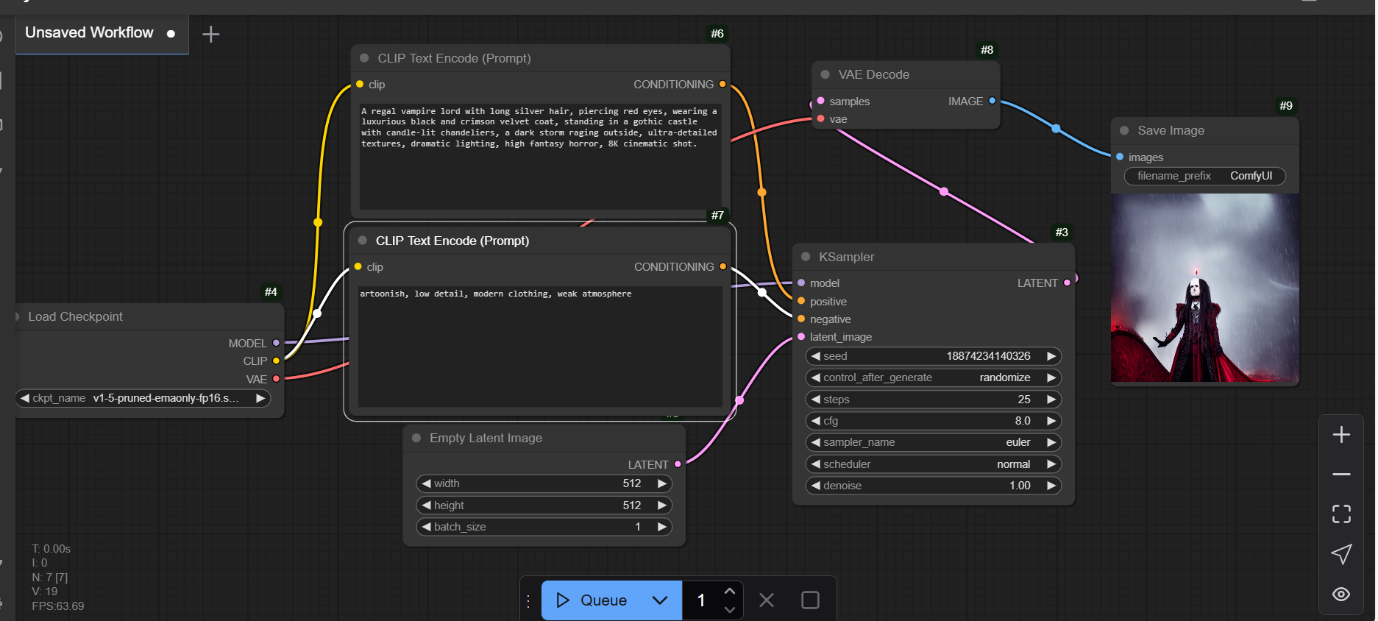 Unsaved Workflow
#6
CLIP Text Encode (Prompt)
clip
CONDITIONING
A regal vampire lord with long silver hair, piercing red eyes, wearing a
luxurious black and crimson velvet coat, standing in a gothic castle
with candle-lit chandeliers, a dark storm raging outside, ultra-detailed
textures, dramatic lighting, high fantasy horror, 8K cinematic shot.
#7
CLIP Text Encode (Prompt)
clip
CONDITIONING
artoonish, low detail, modern clothing, weak atmosphere
#4
Load Checkpoint
MODEL
CLIP
VAE
ckpt_name v1-5-pruned-emaonly-fp16.s...
Empty Latent Image
LATENT
width 512
height 512
batch_size 1
#8
VAE Decode
samples
IMAGE
vae
#3
KSampler
model
LATENT
positive
negative
latent_image
seed 18874234140326
control_after_generate randomize
steps 25
cfg 8.0
sampler_name euler
scheduler normal
denoise 1.00
#9
Save Image
images
filename_prefix ComfyUI
T: 0.00s
I: 0
N: 7 [7]
V: 19
FPS:63.69
Queue
1